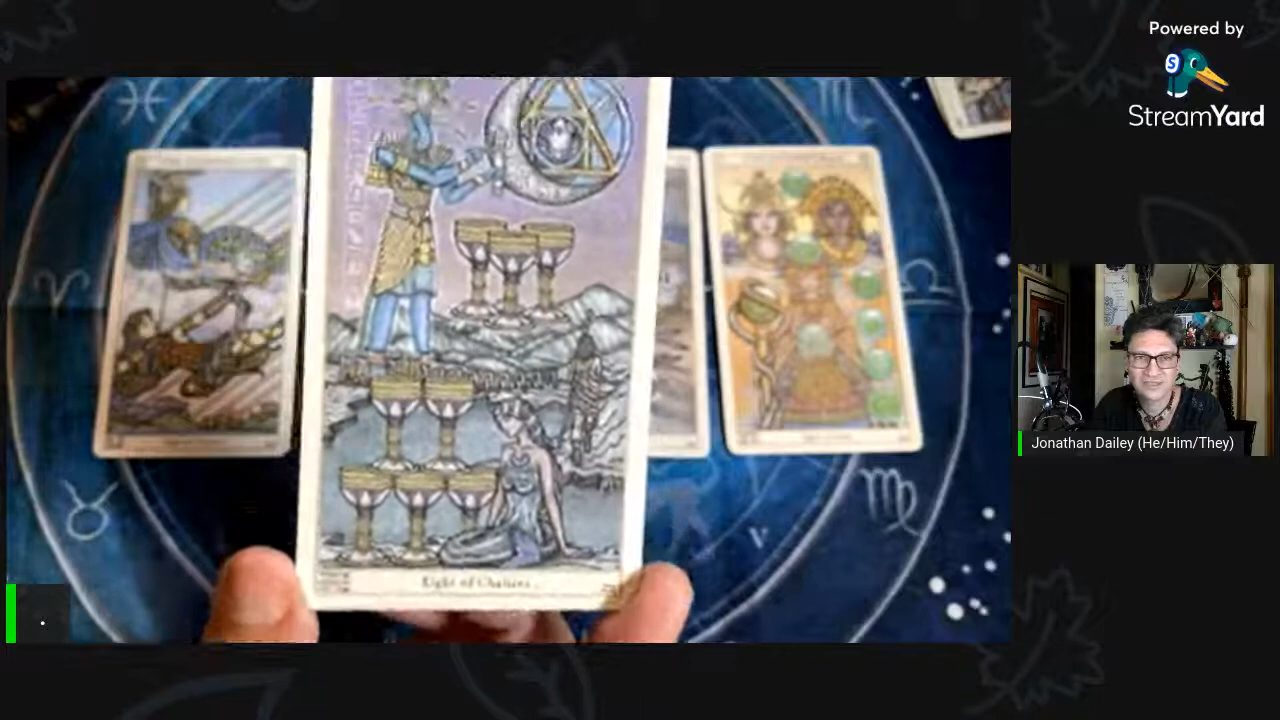 Powered by
StreamYard
Eight of Chalices
Jonathan Dailey (He/Him/They)